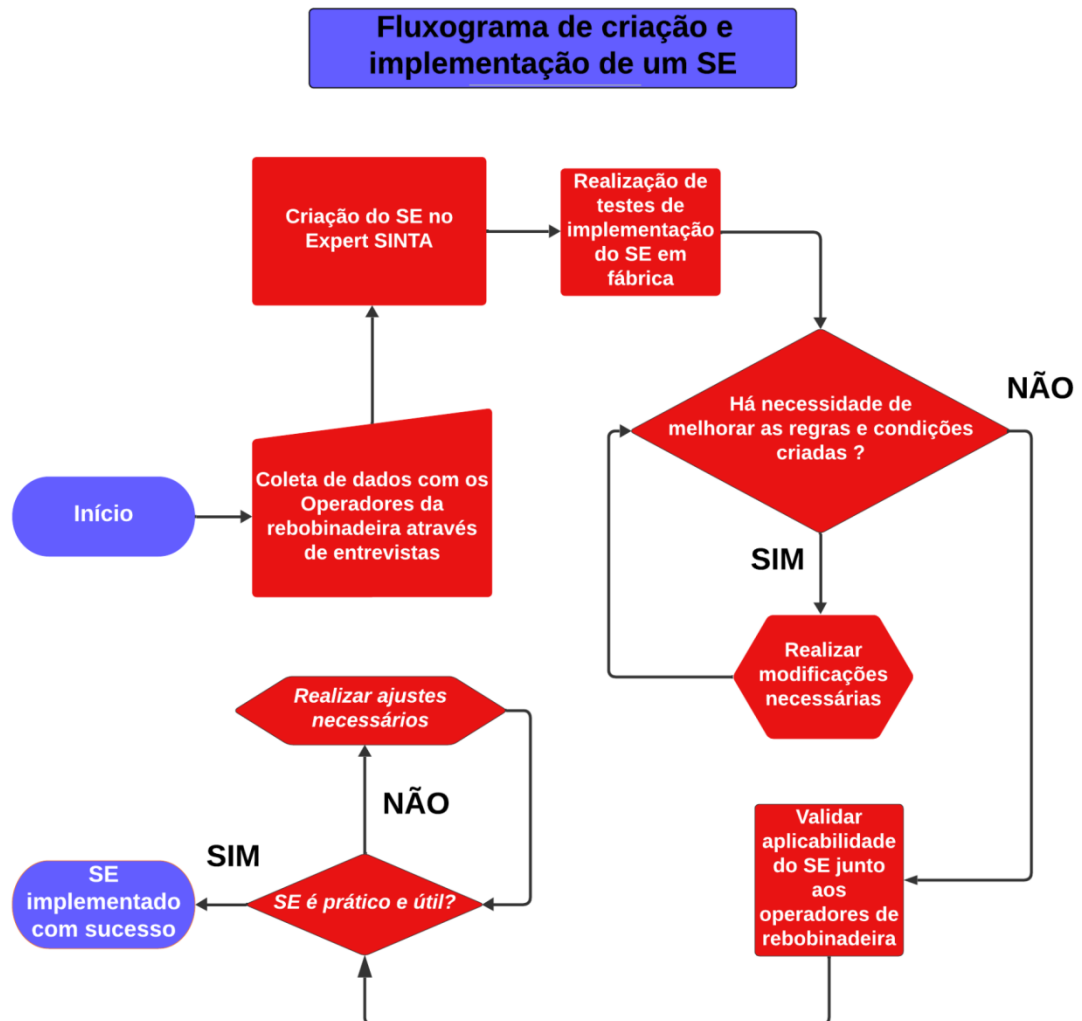 Fluxograma de criação e
implementação de um SE
Criação do SE no
Expert SINTA
Realização de
testes de
implementação
do SE em
fábrica
Há necessidade de
melhorar as regras e condições
criadas ?
NÃO
Coleta de dados com os
Operadores da
rebobinadeira através
de entrevistas
Início
SIM
Realizar
modificações
necessárias
Realizar ajustes
necessários
NÃO
SIM
SE é prático e útil?
SE
implementado
com sucesso
Validar
aplicabilidade
do SE junto
aos
operadores de
rebobinadeira